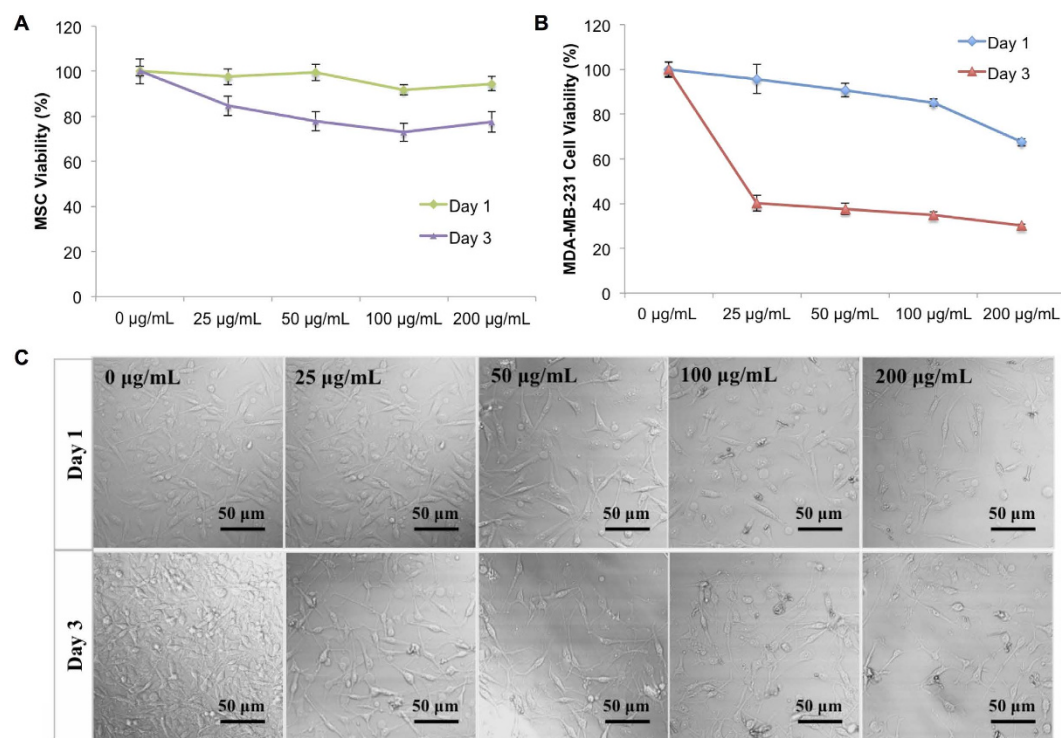 A
MSC Viability (%)
120
100
80
60
40
20
0
0 µg/mL 25 µg/mL 50 µg/mL 100 µg/mL 200 µg/mL
Day 1
Day 3
B
MDA-MB-231 Cell Viability (%)
120
100
80
60
40
20
0
0 µg/mL 25 µg/mL 50 µg/mL 100 µg/mL 200 µg/mL
Day 1
Day 3
C
0 µg/mL 25 µg/mL 50 µg/mL 100 µg/mL 200 µg/mL
Day 1
50 µm 50 µm 50 µm 50 µm 50 µm
Day 3
50 µm 50 µm 50 µm 50 µm 50 µm